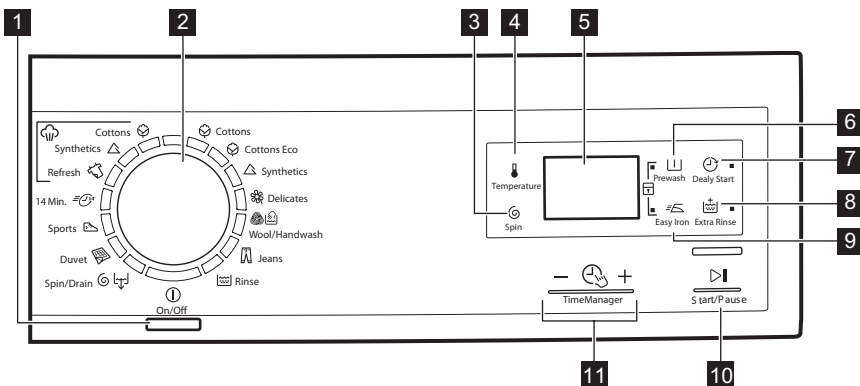 1
2
3
4
5
6
7
8
9
10
11
Cottons
Synthetics
Refresh
14 Min.
Sports
Duvet
Spin/Drain
Cottons
Cottons Eco
Synthetics
Delicates
Wool/Handwash
Jeans
Rinse
On/Off
Temperature
Spin
Prewash
Dealy Start
Easy Iron
Extra Rinse
TimeManager
Start/Pause